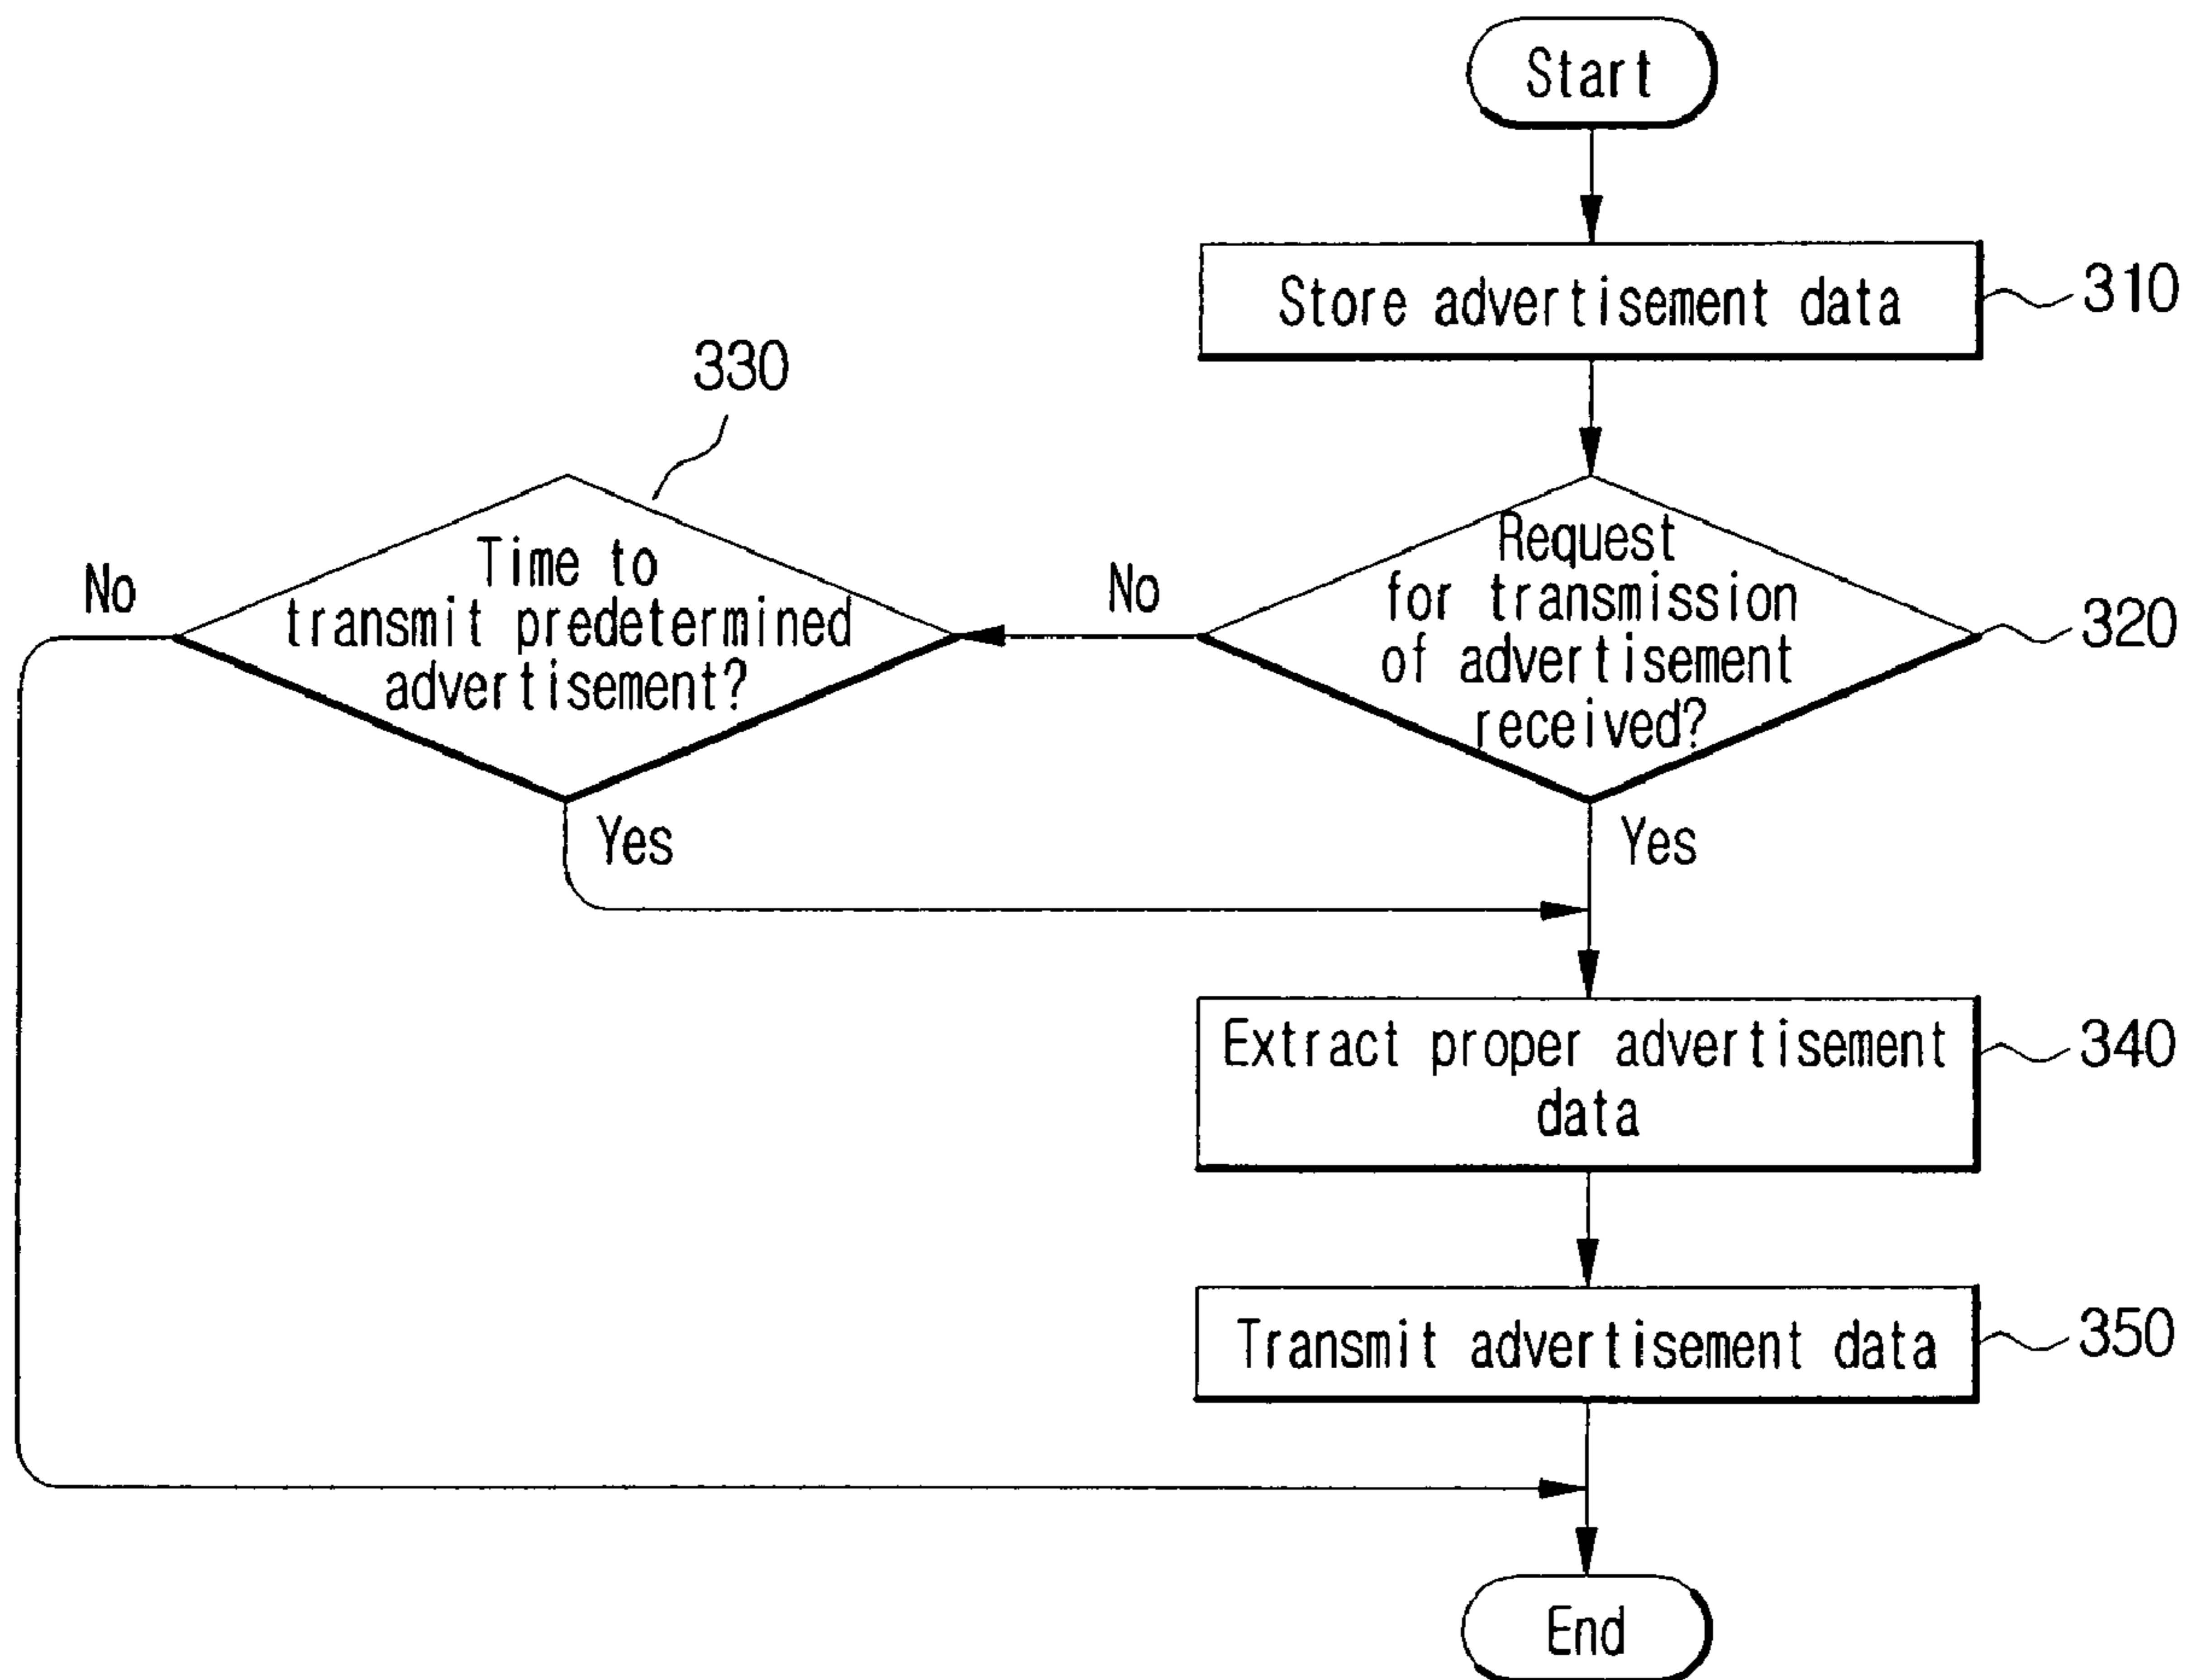 Start
Store advertisement data
310
330
Time to
transmit predetermined
advertisement?
No
No
Request
for transmission
of advertisement
received?
320
Yes
Yes
Extract proper advertisement
data
340
Transmit advertisement data
350
End